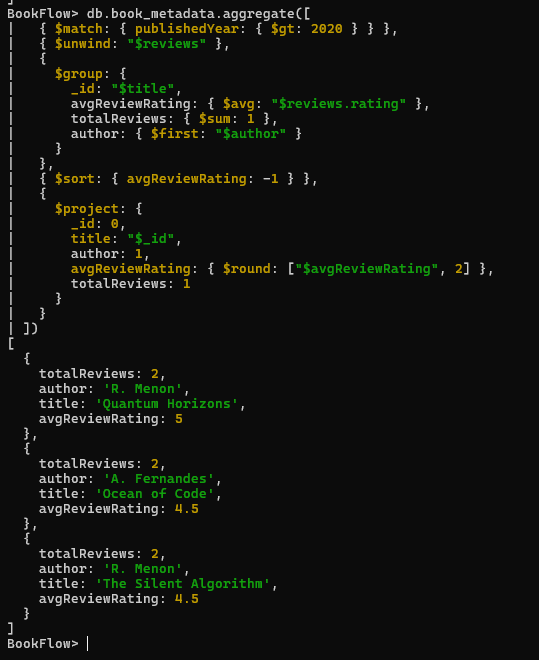 BookFlow> db.book_metadata.aggregate([
|   { $match: { publishedYear: { $gt: 2020 } } },
|   { $unwind: "$reviews" },
|   {
|     $group: {
|       _id: "$title",
|       avgReviewRating: { $avg: "$reviews.rating" },
|       totalReviews: { $sum: 1 },
|       author: { $first: "$author" }
|     }
|   },
|   { $sort: { avgReviewRating: -1 } },
|   {
|     $project: {
|       _id: 0,
|       title: "$_id",
|       author: 1,
|       avgReviewRating: { $round: ["$avgReviewRating", 2] },
|       totalReviews: 1
|     }
|   }
| ])
[
  {
    totalReviews: 2,
    author: 'R. Menon',
    title: 'Quantum Horizons',
    avgReviewRating: 5
  },
  {
    totalReviews: 2,
    author: 'A. Fernandes',
    title: 'Ocean of Code',
    avgReviewRating: 4.5
  },
  {
    totalReviews: 2,
    author: 'R. Menon',
    title: 'The Silent Algorithm',
    avgReviewRating: 4.5
  }
]
BookFlow>